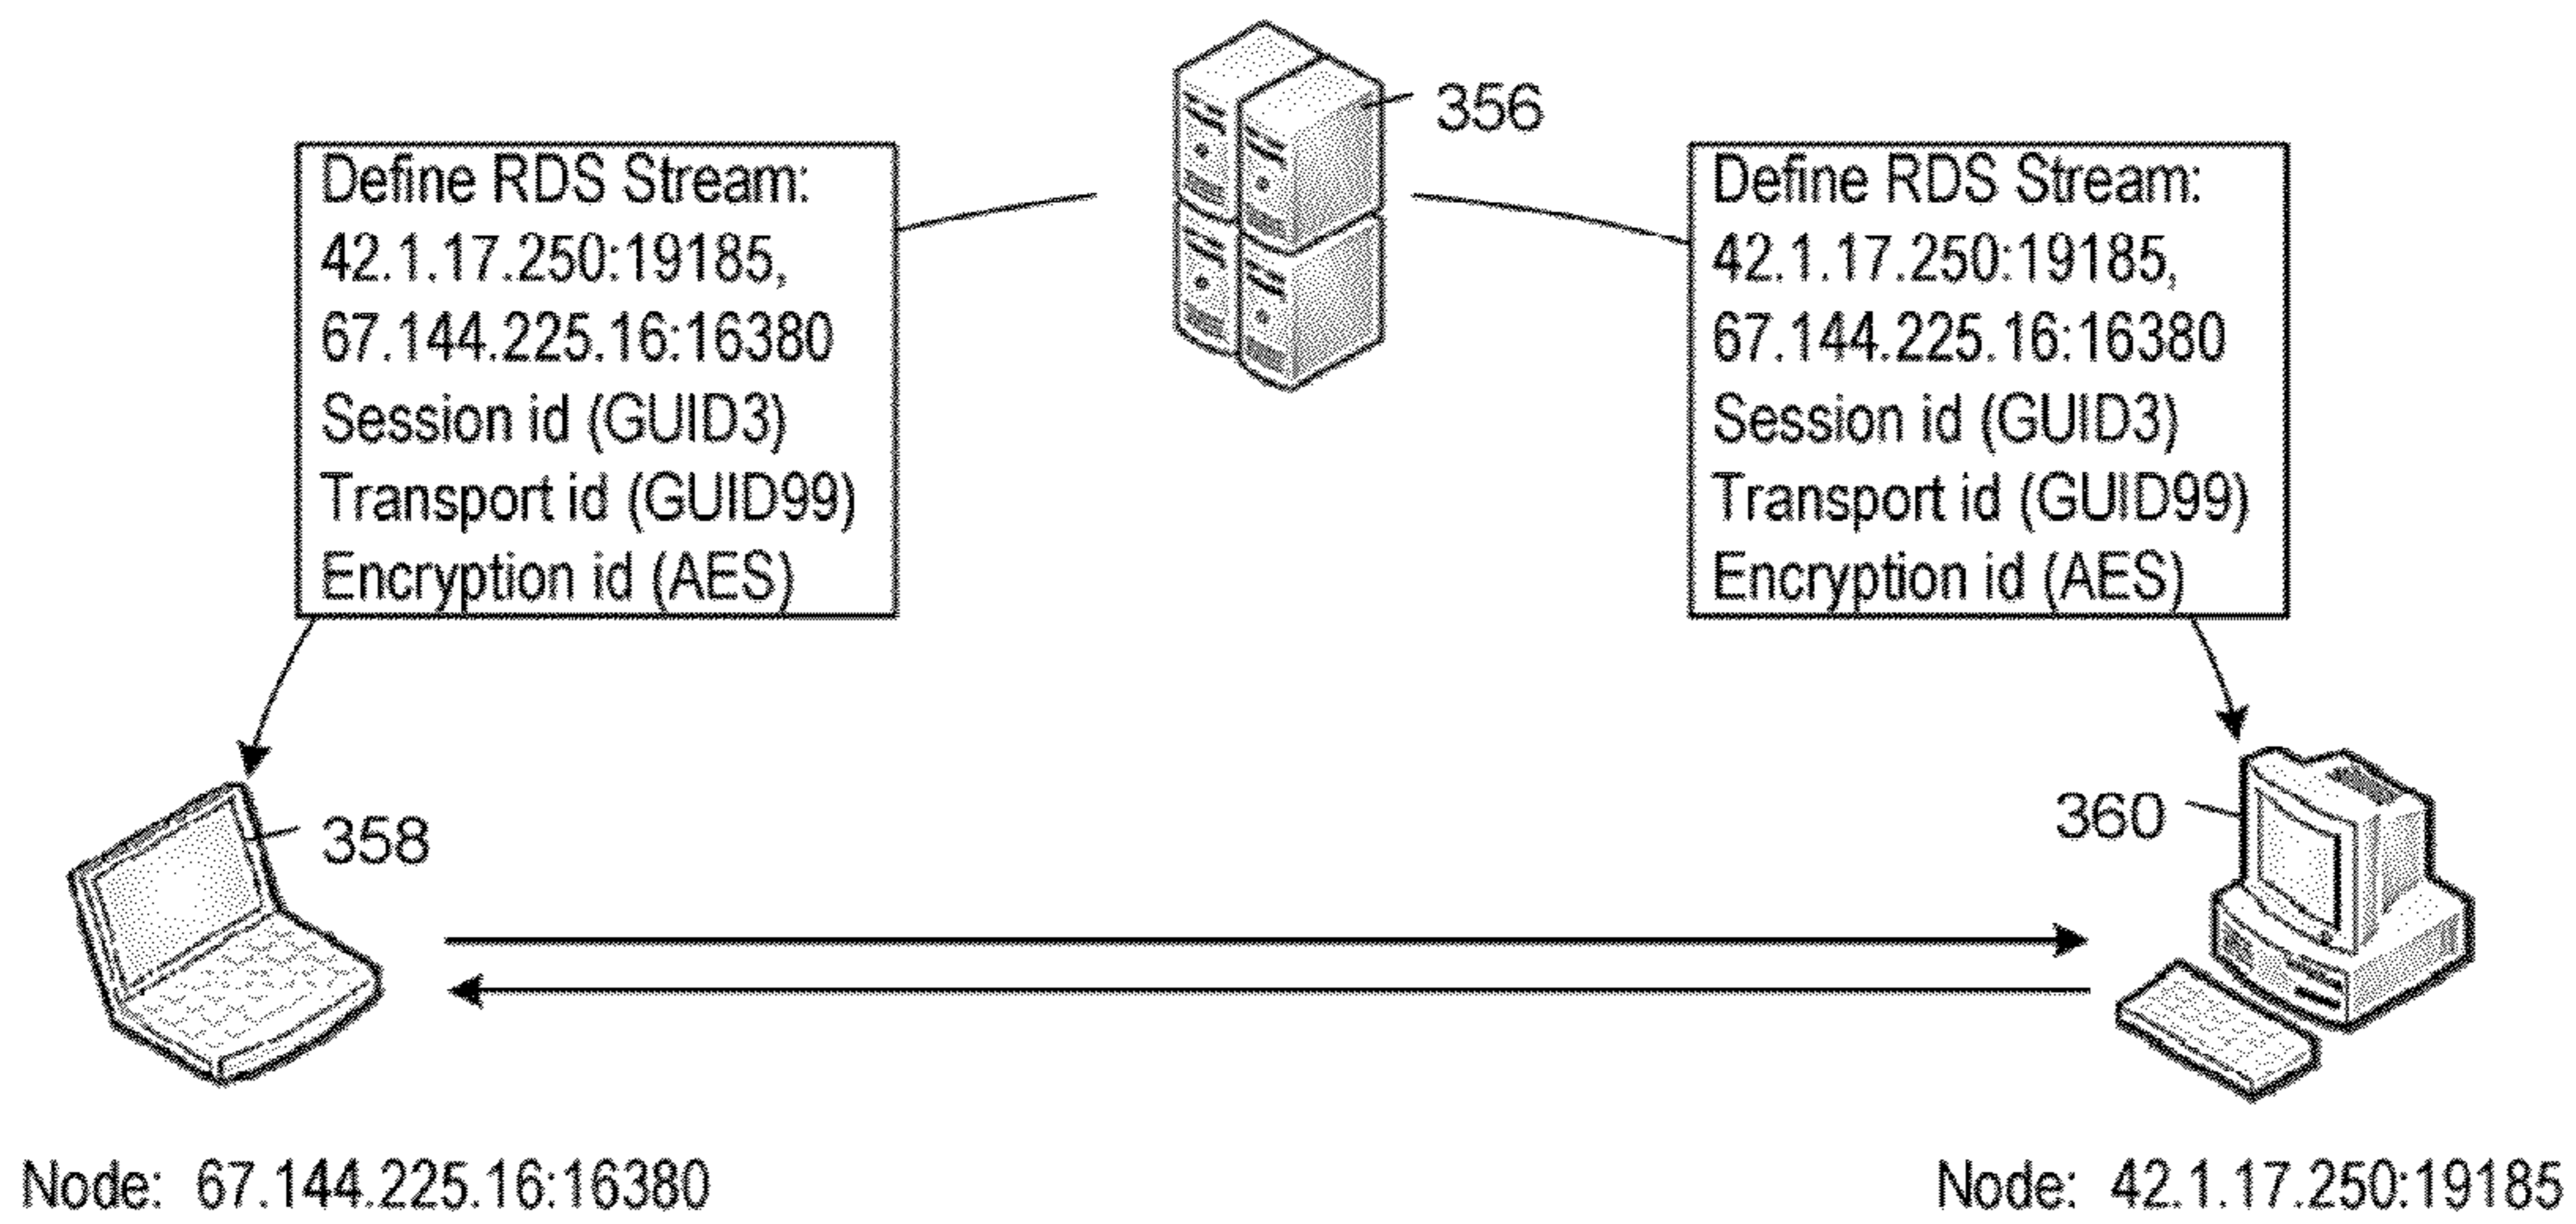 356
Define RDS Stream:
42.1.17.250:19185,
67.144.225.16:16380
Session id (GUID3)
Transport id (GUID99)
Encryption id (AES)
Define RDS Stream:
42.1.17.250:19185,
67.144.225.16:16380
Session id (GUID3)
Transport id (GUID99)
Encryption id (AES)
358
360
Node: 67.144.225.16:16380
Node: 42.1.17.250:19185